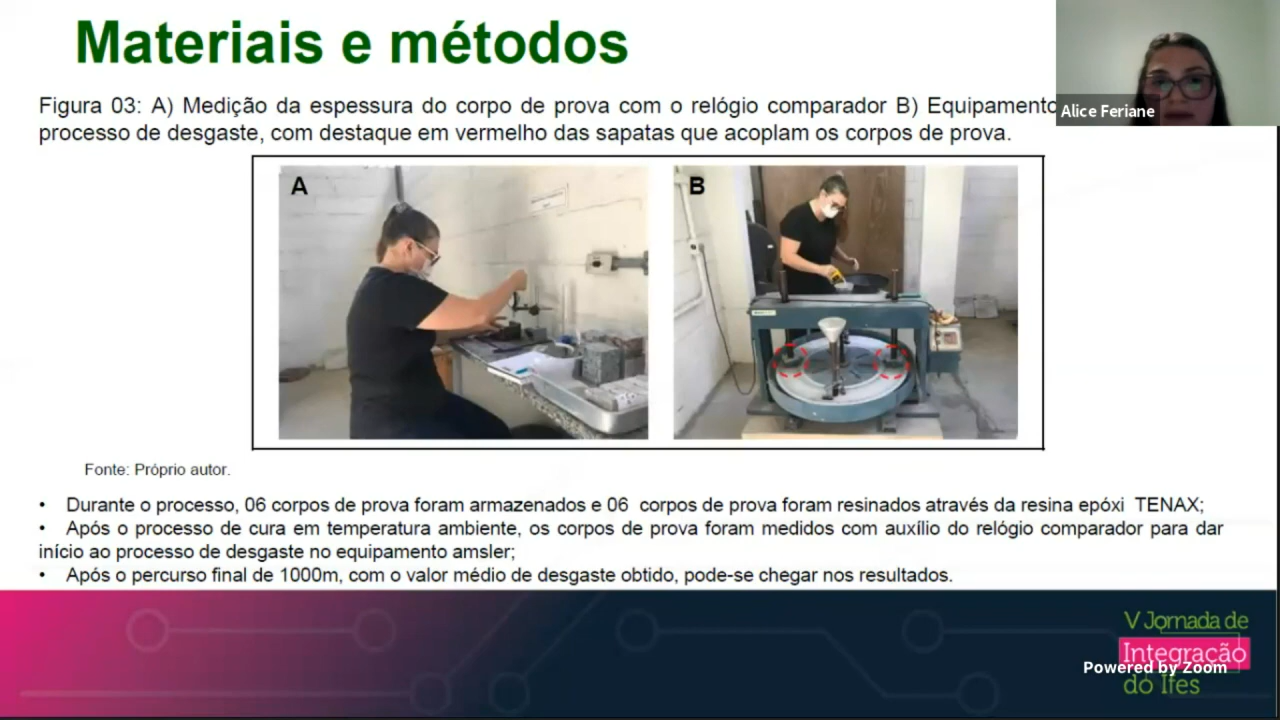 Materiais e métodos
Figura 03: A) Medição da espessura do corpo de prova com o relógio comparador B) Equipamento
processo de desgaste, com destaque em vermelho das sapatas que acoplam os corpos de prova.
Alice Feriane
A
B
Fonte: Próprio autor.
• Durante o processo, 06 corpos de prova foram armazenados e 06 corpos de prova foram resinados através da resina epóxi TENAX;
• Após o processo de cura em temperatura ambiente, os corpos de prova foram medidos com auxílio do relógio comparador para dar
início ao processo de desgaste no equipamento amsler;
• Após o percurso final de 1000m, com o valor médio de desgaste obtido, pode-se chegar nos resultados.
V Jornada de
Integração
Powered by Zoom
do Ifes